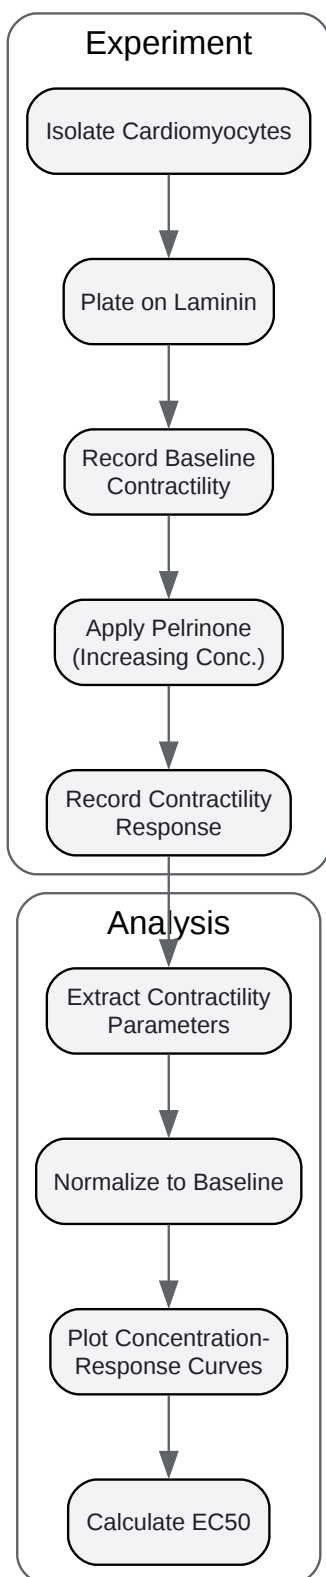 Experiment
Isolate Cardiomyocytes
Plate on Laminin
Record Baseline
Contractility
Apply Pelrinone
(Increasing Conc.)
Record Contractility
Response
Analysis
Extract Contractility
Parameters
Normalize to Baseline
Plot Concentration-
Response Curves
Calculate EC50